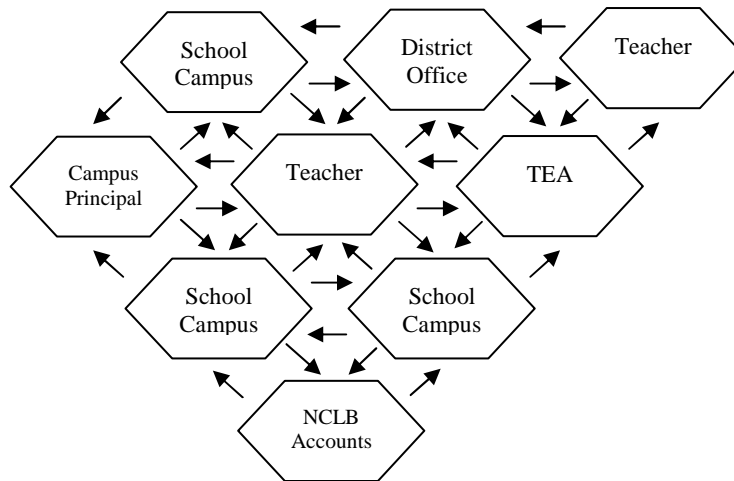 School
Campus
District
Office
Teacher
Campus
Principal
Teacher
TEA
School
Campus
School
Campus
NCLB
Accounts